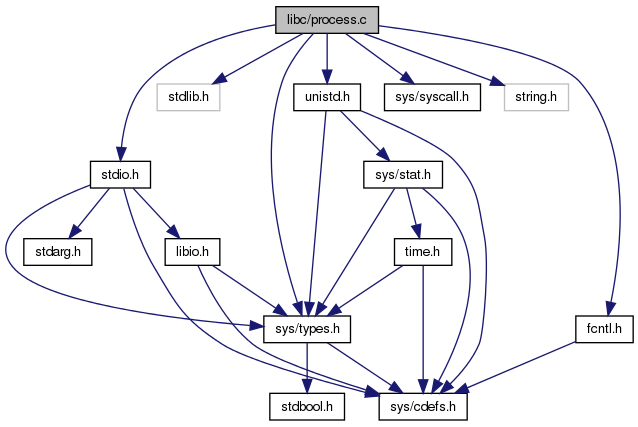 libc/process.c
stdlib.h
unistd.h
sys/syscall.h
string.h
stdio.h
sys/stat.h
stdarg.h
libio.h
time.h
sys/types.h
fcntl.h
stdbool.h
sys/cdefs.h